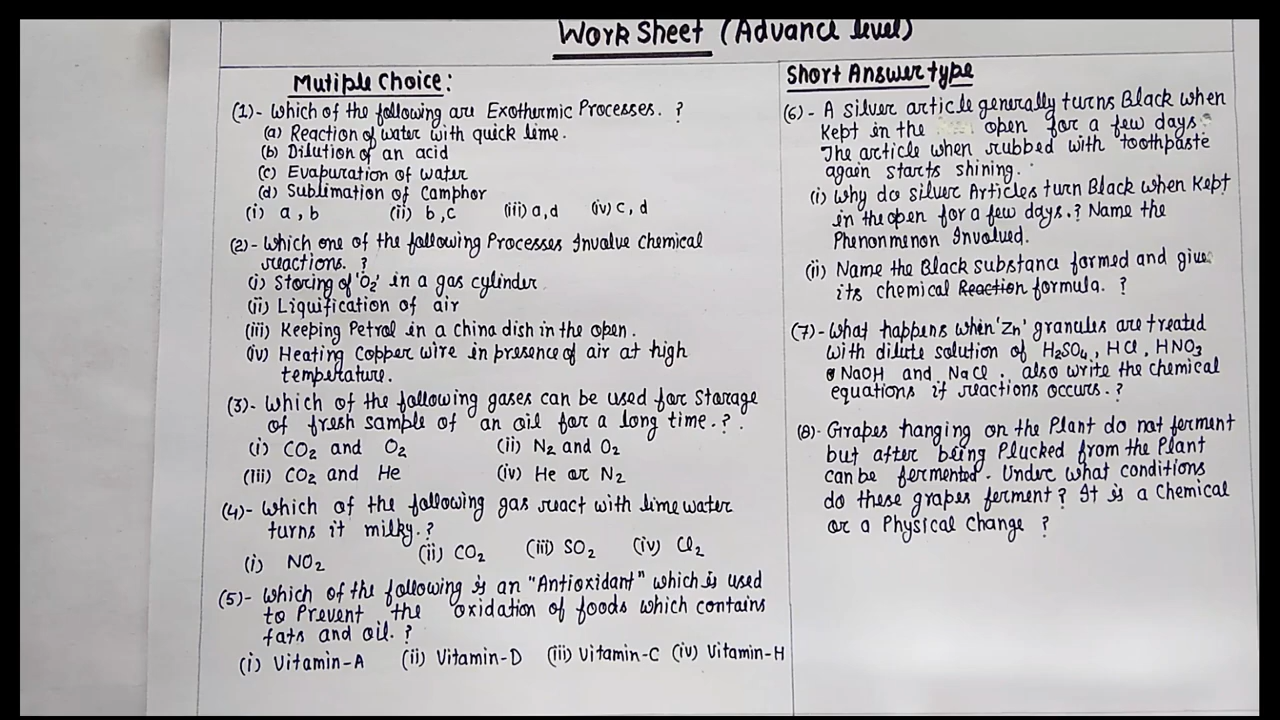 Work Sheet (Advance level)
Mutiple Choice:
(1)- Which of the following are Exothermic Processes. ?
(a) Reaction of water with quick lime.
(b) Dilution of an acid
(c) Evapuration of water
(d) Sublimation of Camphor
(i) a, b (ii) b, c (iii) a, d (iv) c, d
(2)- Which one of the following Processes Involve chemical
reactions. ?
(i) Storing of 'O₂' in a gas cylinder
(ii) Liquification of air
(iii) Keeping Petrol in a china dish in the open.
(iv) Heating Copper wire in presence of air at high
temperature.
(3)- Which of the following gases can be used for Storage
of fresh sample of an oil for a long time. ?.
(i) CO₂ and O₂ (ii) N₂ and O₂
(iii) CO₂ and He (iv) He or N₂
(4)- Which of the following gas react with lime water
turns it milky. ?
(i) NO₂ (ii) CO₂ (iii) SO₂ (iv) Cl₂
(5)- Which of the following is an "Antioxidant" which is used
to Prevent the oxidation of foods which contains
fats and oil. ?
(i) Vitamin-A (ii) Vitamin-D (iii) Vitamin-C (iv) Vitamin-H
Short Answer type
(6)- A silver article generally turns Black when
Kept in the open for a few days.
The article when rubbed with toothpaste
again starts shining.
(i) Why do silver Articles turn Black when Kept
in the open for a few days. ? Name the
Phenonmenon Involved.
(ii) Name the Black substance formed and give
its chemical Reaction formula. ?
(7)- What happens when 'Zn' granules are treated
with dilute solution of H₂SO₄, HCl, HNO₃
NaOH and NaCl. also write the chemical
equations if reactions occurs. ?
(8)- Grapes hanging on the Plant do not ferment
but after being Plucked from the Plant
can be fermented. Undre what conditions
do these grapes ferment ? It is a Chemical
or a Physical Change ?